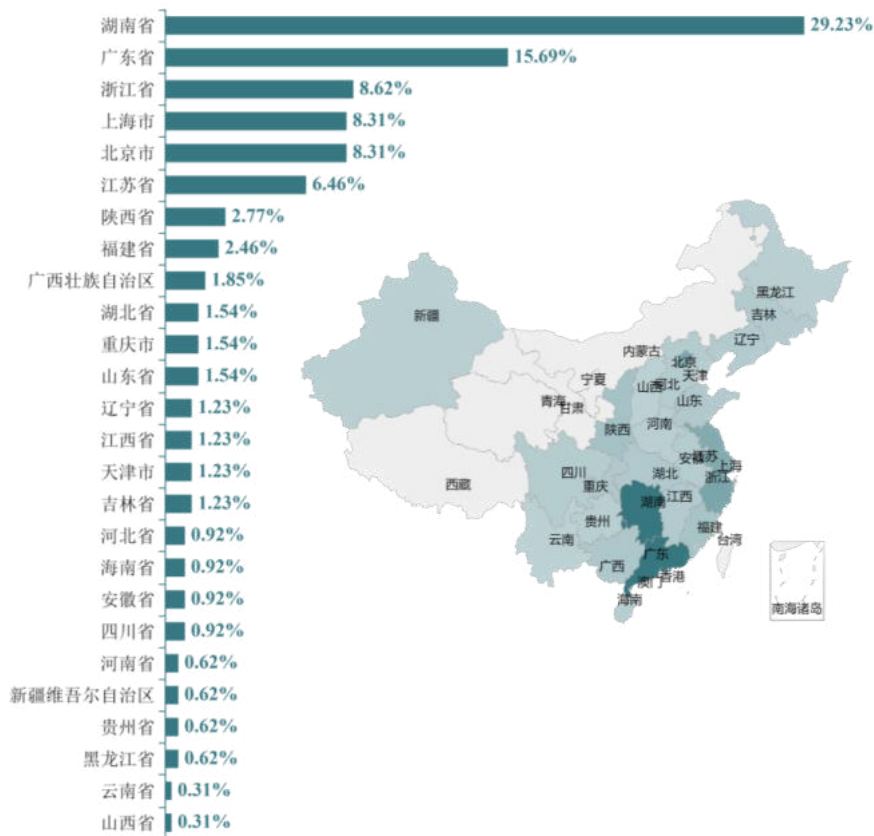 湖南省 29.23%
广东省 15.69%
浙江省 8.62%
上海市 8.31%
北京市 8.31%
江苏省 6.46%
陕西省 2.77%
福建省 2.46%
广西壮族自治区 1.85%
湖北省 1.54%
重庆市 1.54%
山东省 1.54%
辽宁省 1.23%
江西省 1.23%
天津市 1.23%
吉林省 1.23%
河北省 0.92%
海南省 0.92%
安徽省 0.92%
四川省 0.92%
河南省 0.62%
新疆维吾尔自治区 0.62%
贵州省 0.62%
黑龙江省 0.62%
云南省 0.31%
山西省 0.31%
黑龙江
吉林
新疆
辽宁
内蒙古
北京
天津
宁夏
山西
河北
青海
甘肃
山东
陕西
河南
安徽
江苏
上海
四川
湖北
浙江
西藏
重庆
湖南
江西
贵州
福建
云南
台湾
广东
广西
香港
澳门
海南
南海诸岛